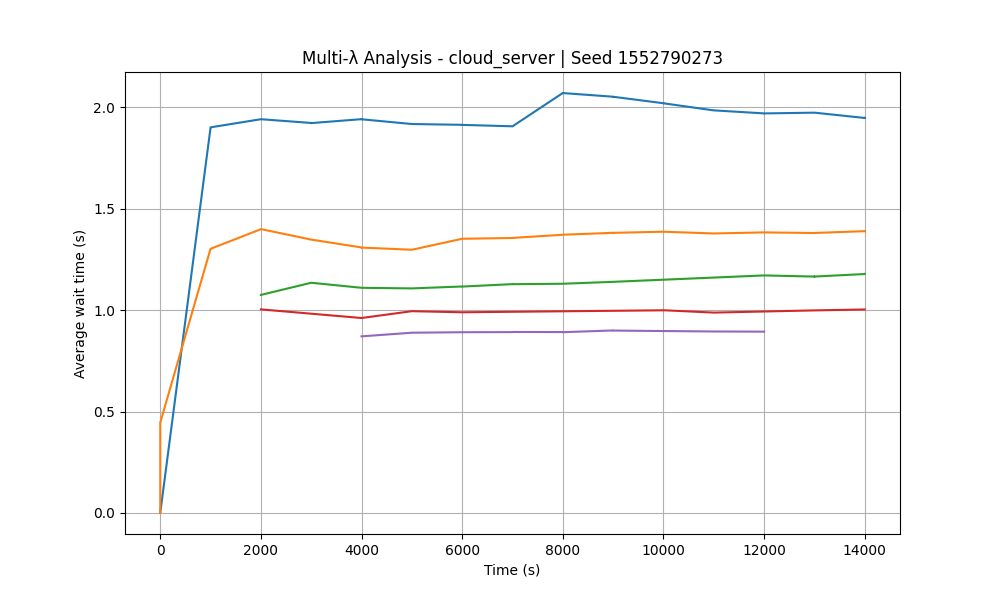 Multi-λ Analysis - cloud_server | Seed 1552790273
2.0
1.5
1.0
0.5
0.0
Average wait time (s)
0 2000 4000 6000 8000 10000 12000 14000
Time (s)